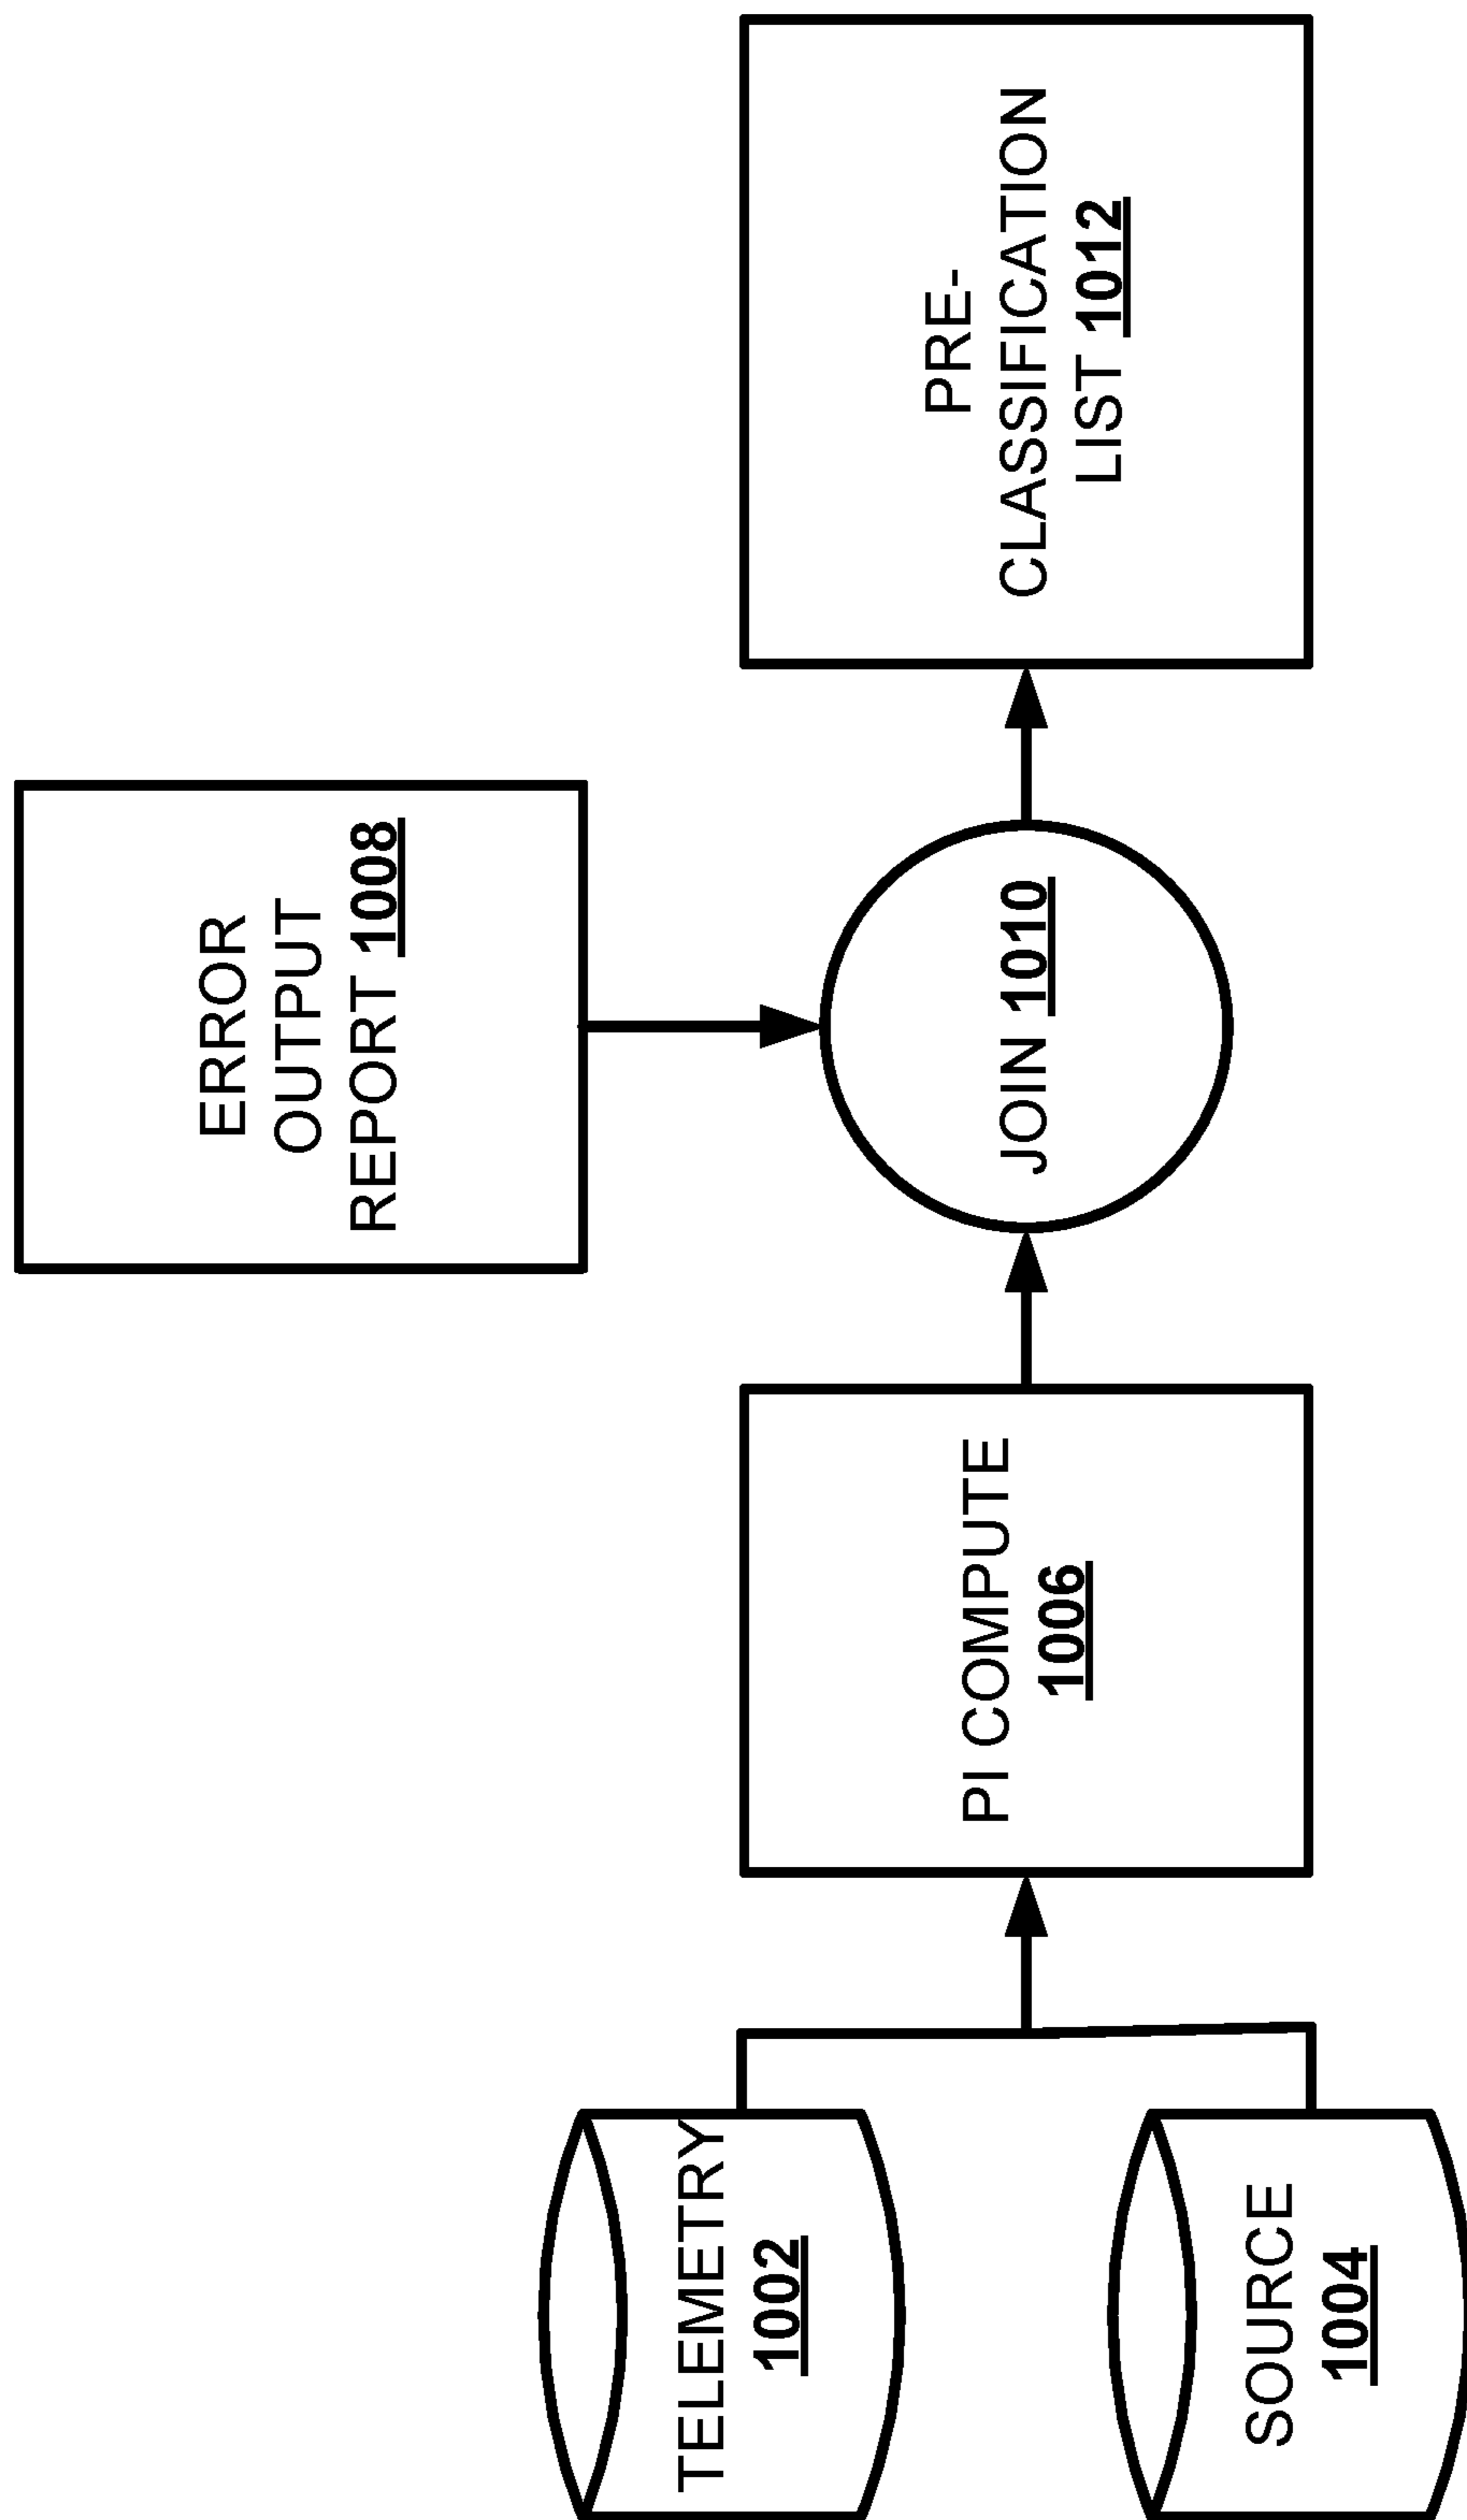 ERROR
OUTPUT
REPORT 1008
TELEMETRY
1002
SOURCE
1004
PI COMPUTE
1006
JOIN 1010
PRE-
CLASSIFICATION
LIST 1012